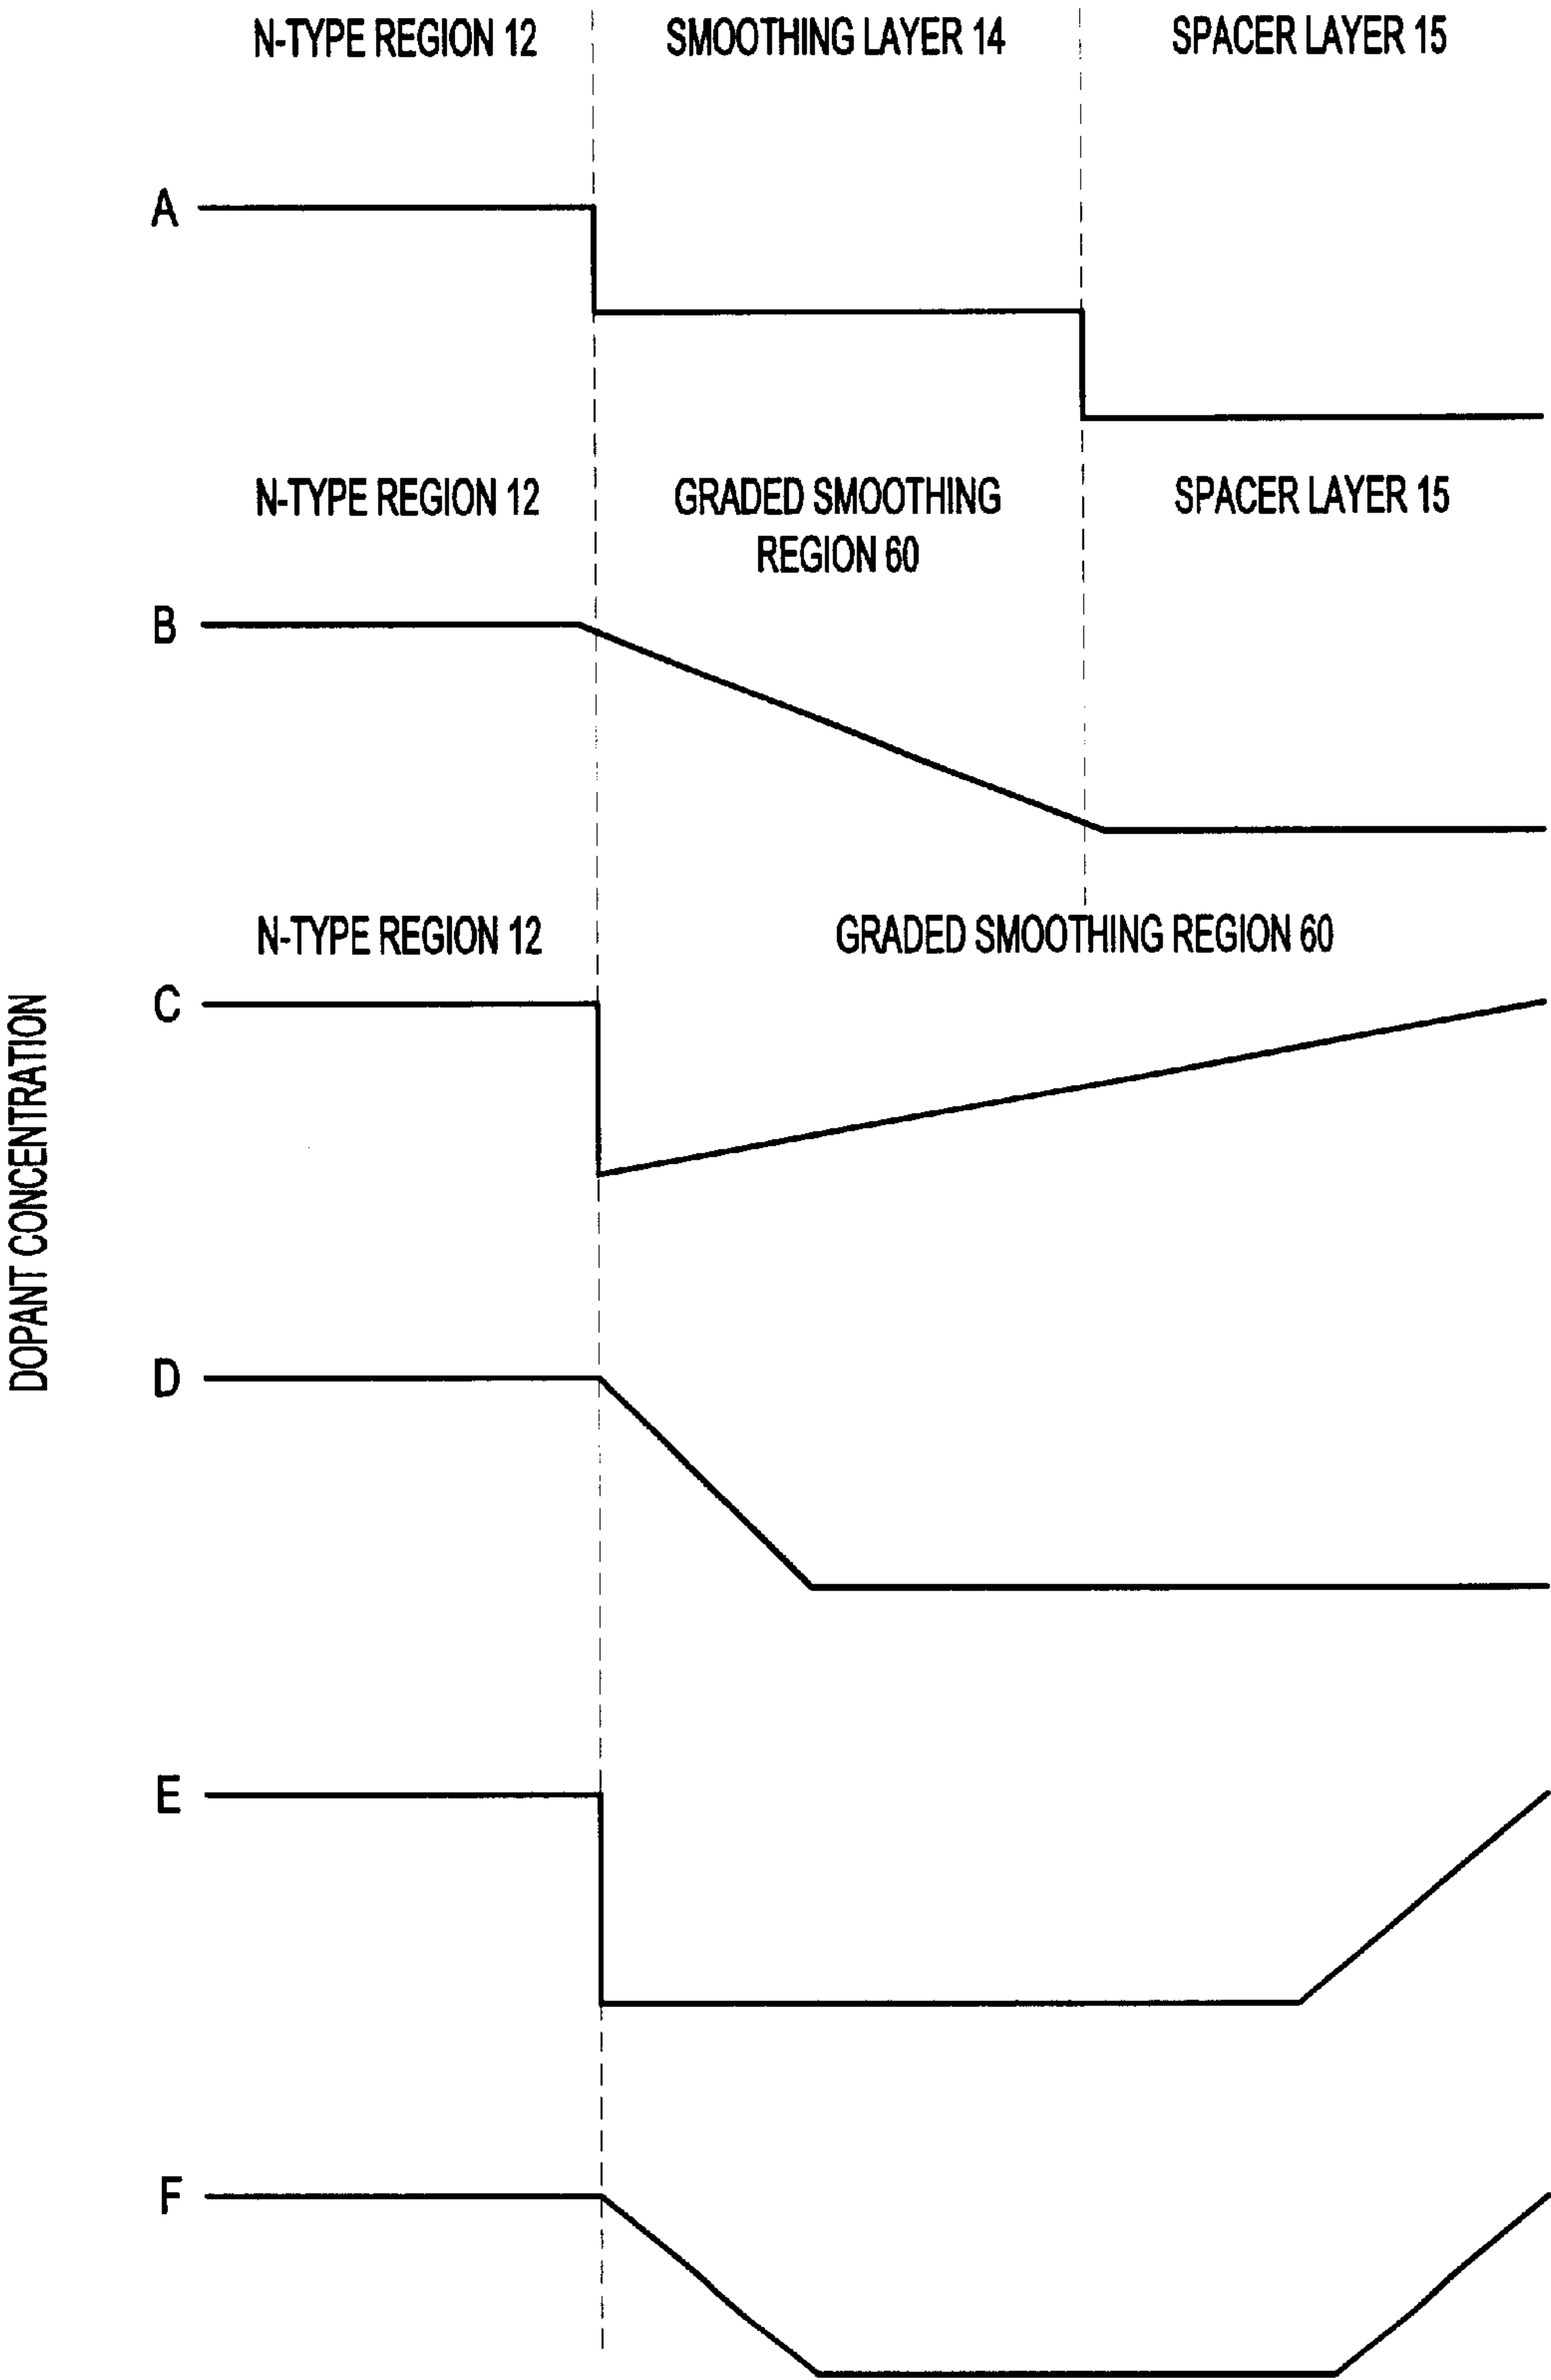 N-TYPE REGION 12
SMOOTHING LAYER 14
SPACER LAYER 15
A
N-TYPE REGION 12
GRADED SMOOTHING
REGION 60
SPACER LAYER 15
B
N-TYPE REGION 12
GRADED SMOOTHING REGION 60
C
DOPANT CONCENTRATION
D
E
F